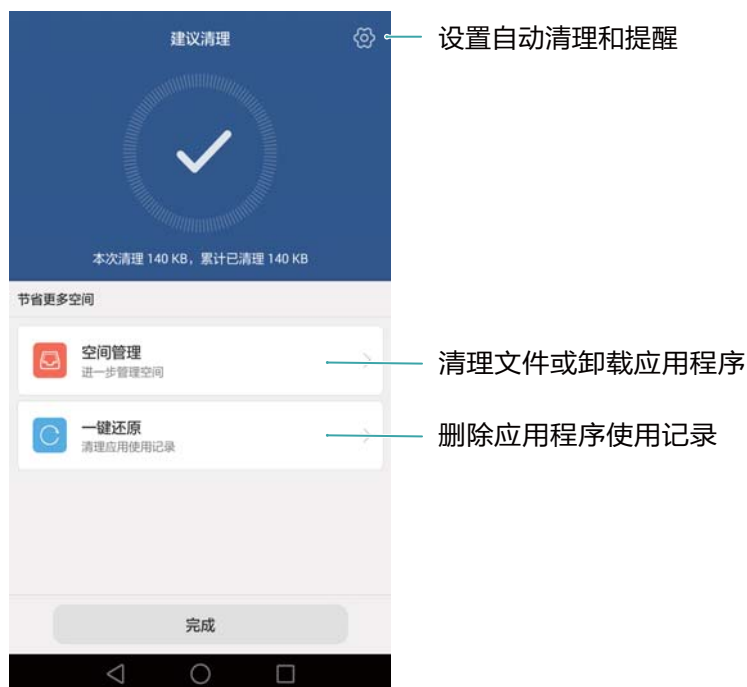 建议清理
设置自动清理和提醒
本次清理 140 KB，累计已清理 140 KB
节省更多空间
空间管理
进一步管理空间
清理文件或卸载应用程序
一键还原
清理应用使用记录
删除应用程序使用记录
完成